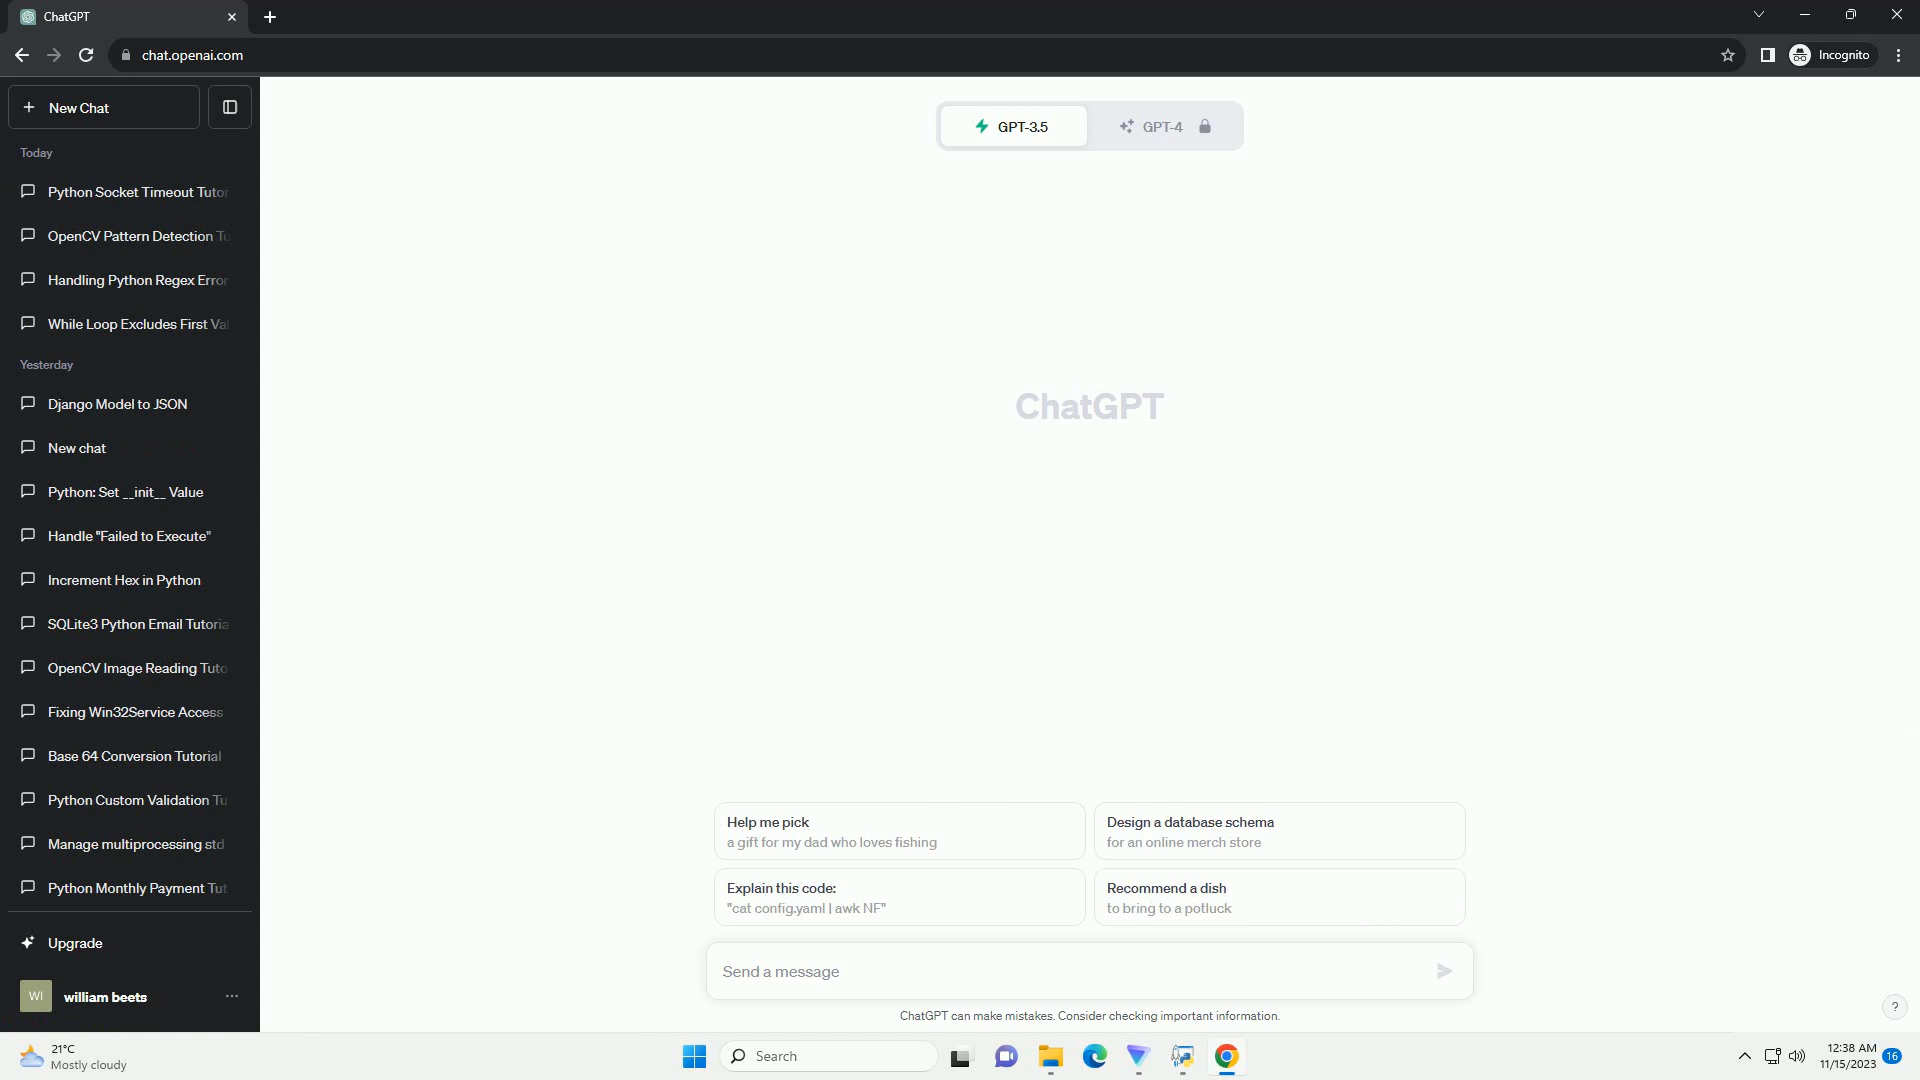 ChatGPT
chat.openai.com
Incognito
New Chat
GPT-3.5
GPT-4
Today
Python Socket Timeout Tutor
OpenCV Pattern Detection Tu
Handling Python Regex Error
While Loop Excludes First Val
Yesterday
Django Model to JSON
New chat
Python: Set __init__ Value
Handle "Failed to Execute"
Increment Hex in Python
SQLite3 Python Email Tutoria
OpenCV Image Reading Tuto
Fixing Win32Service Access
Base 64 Conversion Tutorial
Python Custom Validation Tu
Manage multiprocessing std
Python Monthly Payment Tut
Upgrade
WI
william beets
ChatGPT
Help me pick
a gift for my dad who loves fishing
Design a database schema
for an online merch store
Explain this code:
"cat config.yaml | awk NF"
Recommend a dish
to bring to a potluck
Send a message
ChatGPT can make mistakes. Consider checking important information.
?
21°C
Mostly cloudy
Search
12:38 AM
11/15/2023
16